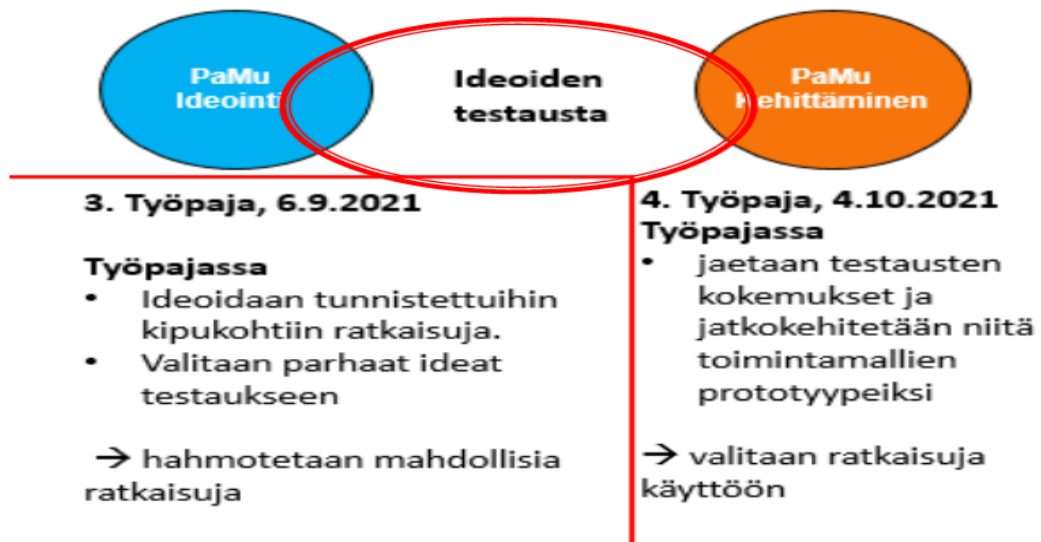 PaMu
Ideointi
Ideoiden
testausta
PaMu
Kehittäminen
3. Työpaja, 6.9.2021
Työpajassa
• Ideoidaan tunnistettuihin
kipukohtiin ratkaisuja.
• Valitaan parhaat ideat
testaukseen
→ hahmotetaan mahdollisia
ratkaisuja
4. Työpaja, 4.10.2021
Työpajassa
• jaetaan testausten
kokemukset ja
jatkokehitetään niitä
toimintamallien
prototyypeiksi
→ valitaan ratkaisuja
käyttöön